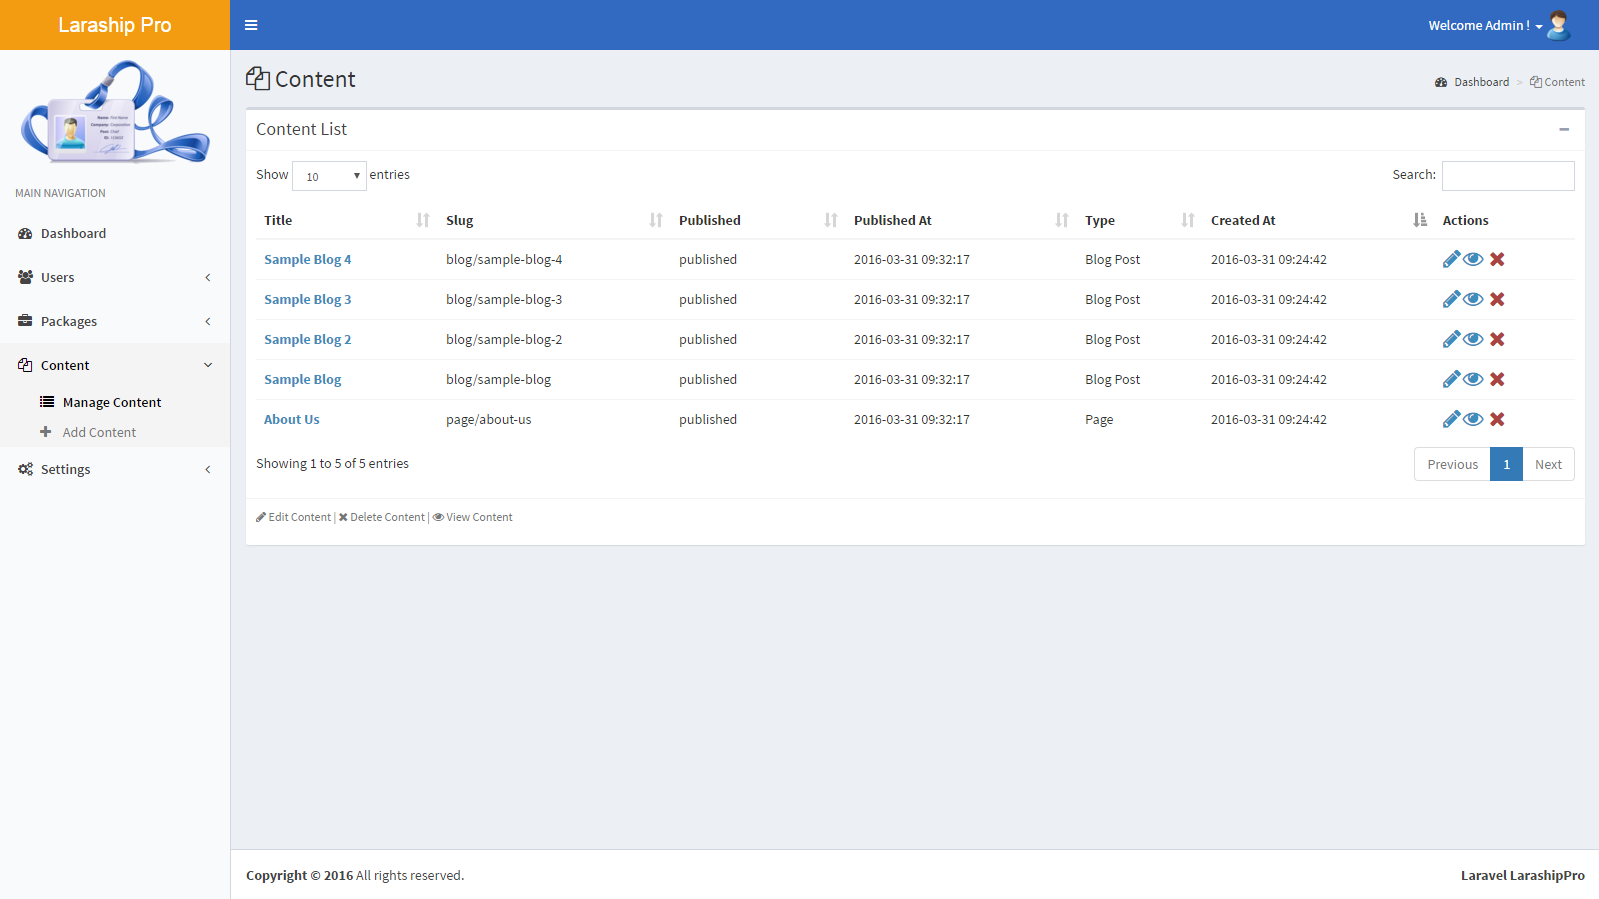 Laraship Pro
Welcome Admin !
Content
Dashboard > Content
MAIN NAVIGATION
Dashboard
Users
Packages
Content
Manage Content
Add Content
Settings
Content List
Show 10 entries
Search:
Title Slug Published Published At Type Created At Actions
Sample Blog 4 blog/sample-blog-4 published 2016-03-31 09:32:17 Blog Post 2016-03-31 09:24:42
Sample Blog 3 blog/sample-blog-3 published 2016-03-31 09:32:17 Blog Post 2016-03-31 09:24:42
Sample Blog 2 blog/sample-blog-2 published 2016-03-31 09:32:17 Blog Post 2016-03-31 09:24:42
Sample Blog blog/sample-blog published 2016-03-31 09:32:17 Blog Post 2016-03-31 09:24:42
About Us page/about-us published 2016-03-31 09:32:17 Page 2016-03-31 09:24:42
Showing 1 to 5 of 5 entries
Previous 1 Next
Edit Content | Delete Content | View Content
Copyright © 2016 All rights reserved.
Laravel LarashipPro